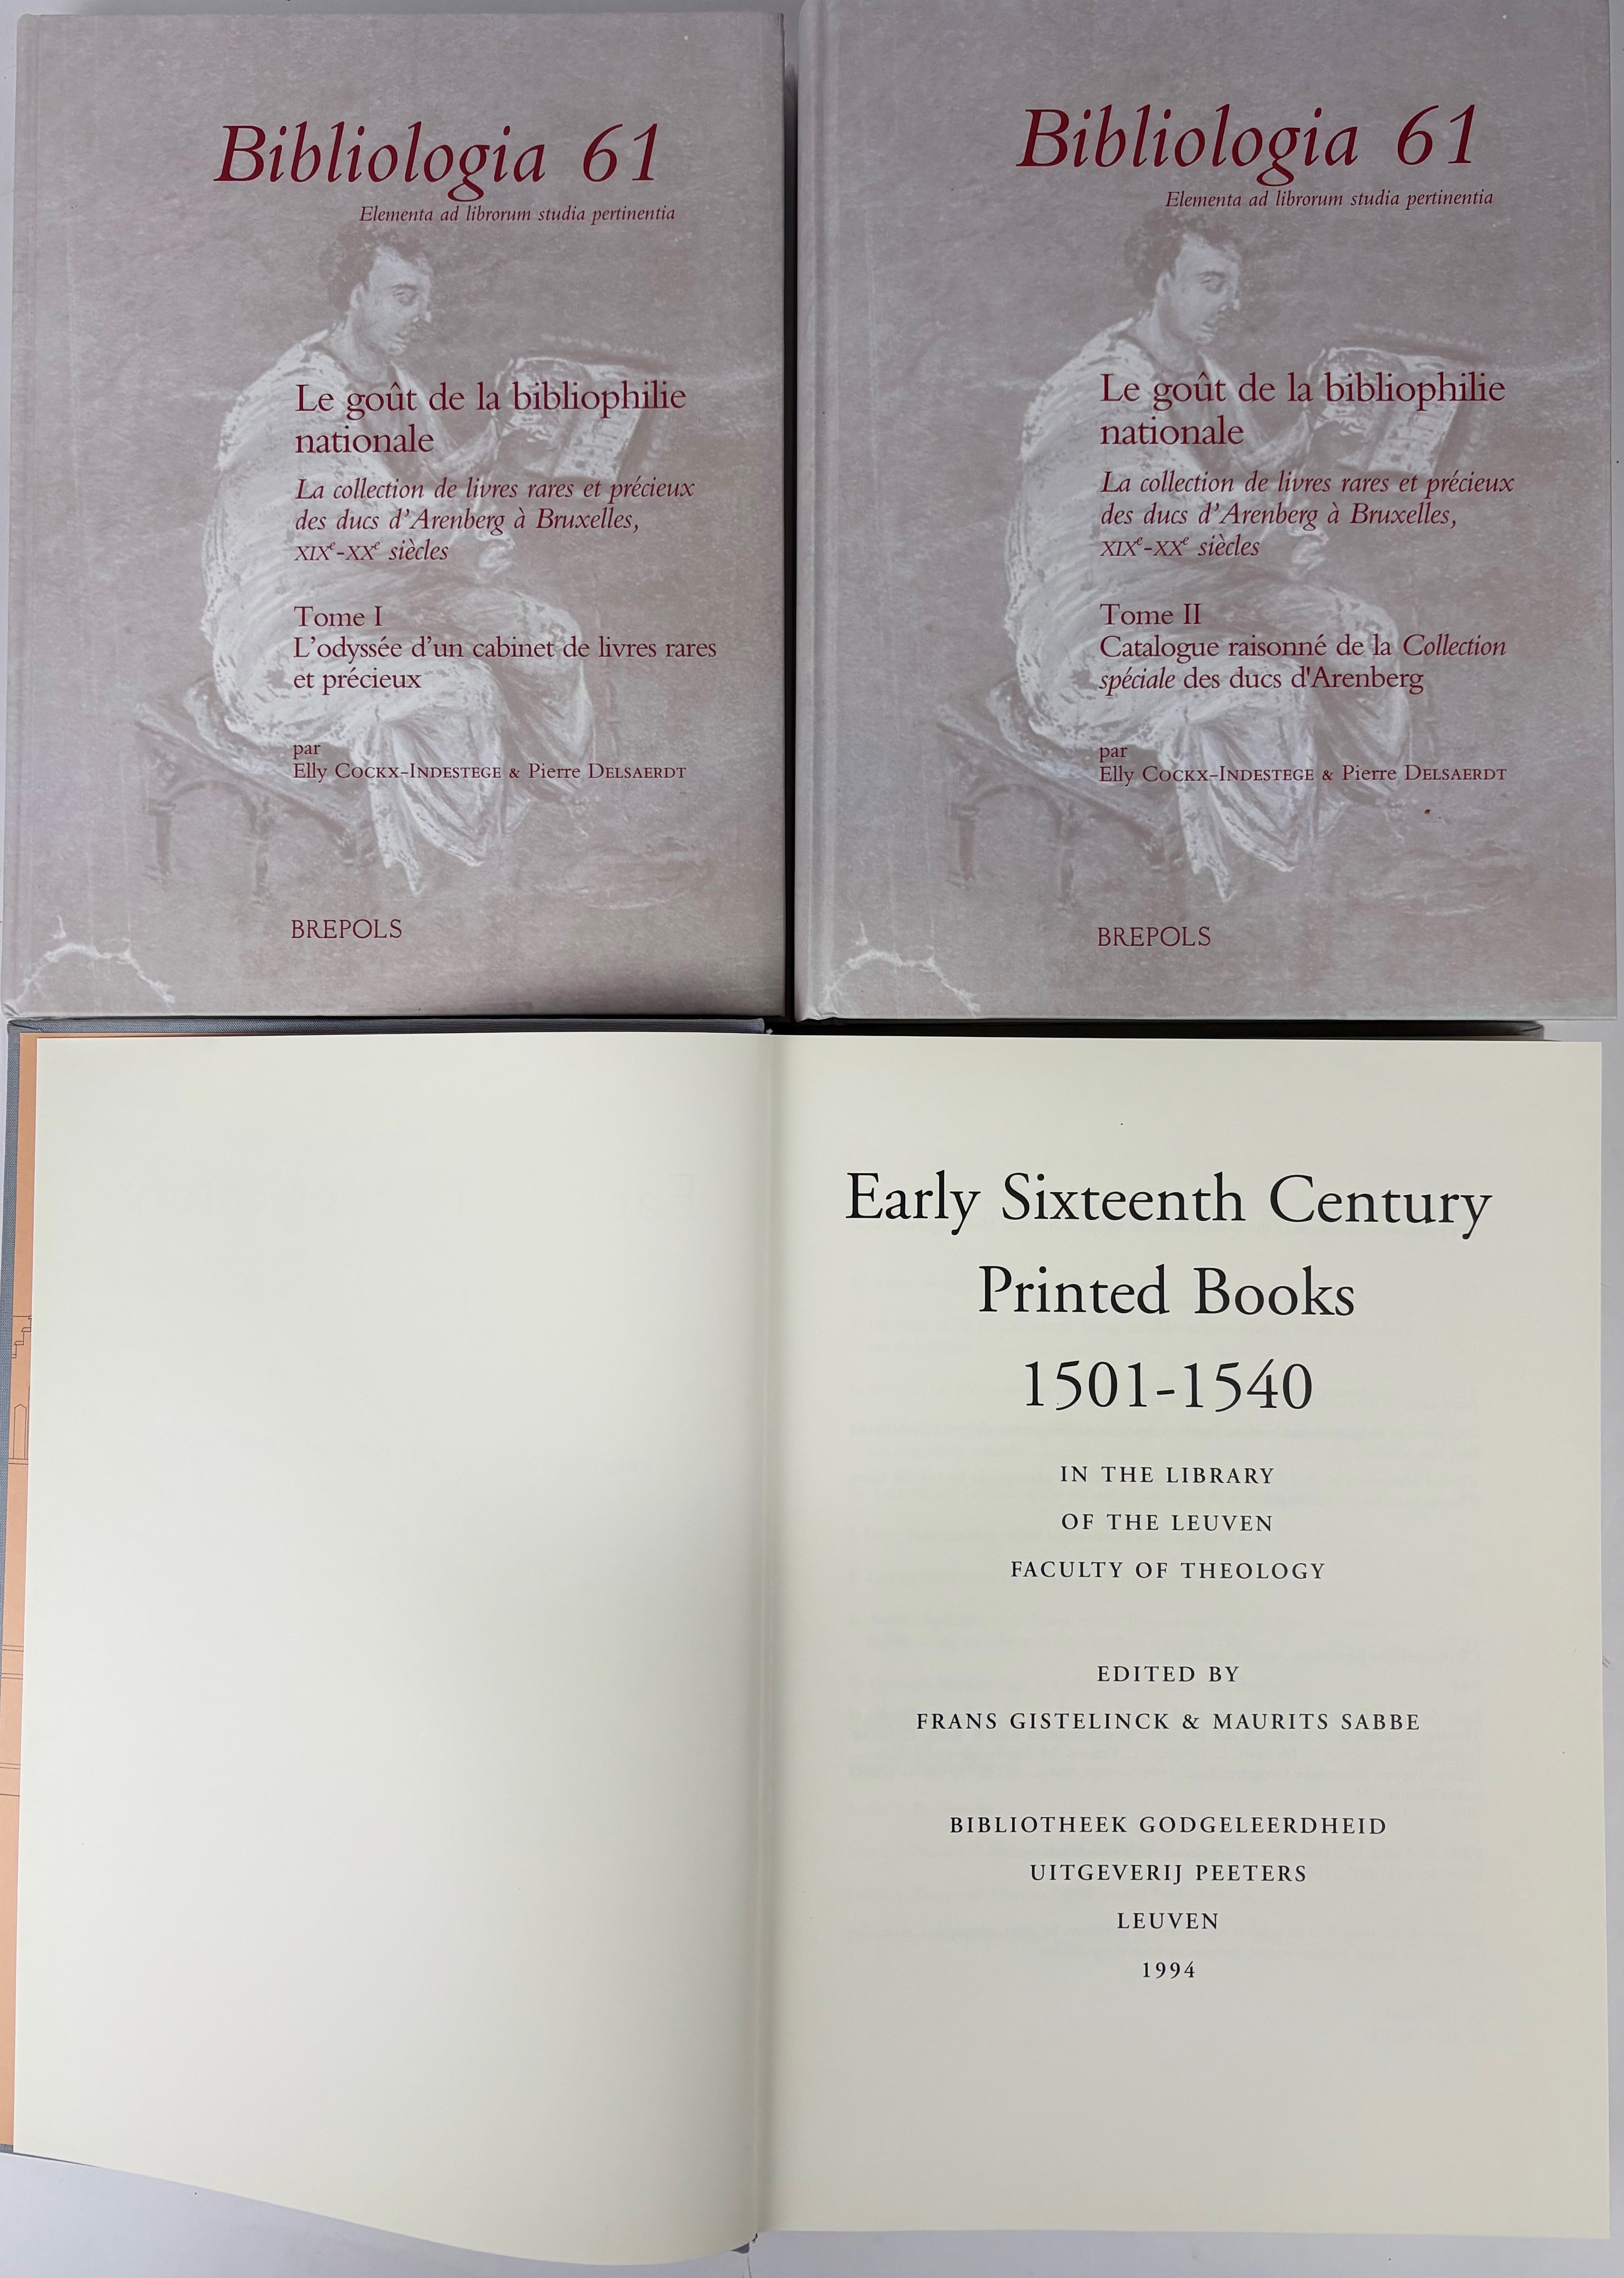 Bibliologia 61
Elementa ad librorum studia pertinentia
Le goût de la bibliophilie
nationale
La collection de livres rares et précieux
des ducs d'Arenberg à Bruxelles,
XIXe-XXe siècles
Tome I
L'odyssée d'un cabinet de livres rares
et précieux
par
Elly COCKX-INDESTEGE & Pierre DELSAERDT
BREPOLS
Bibliologia 61
Elementa ad librorum studia pertinentia
Le goût de la bibliophilie
nationale
La collection de livres rares et précieux
des ducs d'Arenberg à Bruxelles,
XIXe-XXe siècles
Tome II
Catalogue raisonné de la Collection
spéciale des ducs d'Arenberg
par
Elly COCKX-INDESTEGE & Pierre DELSAERDT
BREPOLS
Early Sixteenth Century
Printed Books
1501-1540
IN THE LIBRARY
OF THE LEUVEN
FACULTY OF THEOLOGY
EDITED BY
FRANS GISTELINCK & MAURITS SABBE
BIBLIOTHEEK GODGELEERDHEID
UITGEVERIJ PEETERS
LEUVEN
1994